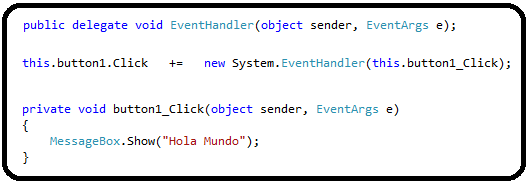 public delegate void EventHandler(object sender, EventArgs e);
this.button1.Click += new System.EventHandler(this.button1_Click);
private void button1_Click(object sender, EventArgs e)
{
MessageBox.Show("Hola Mundo");
}